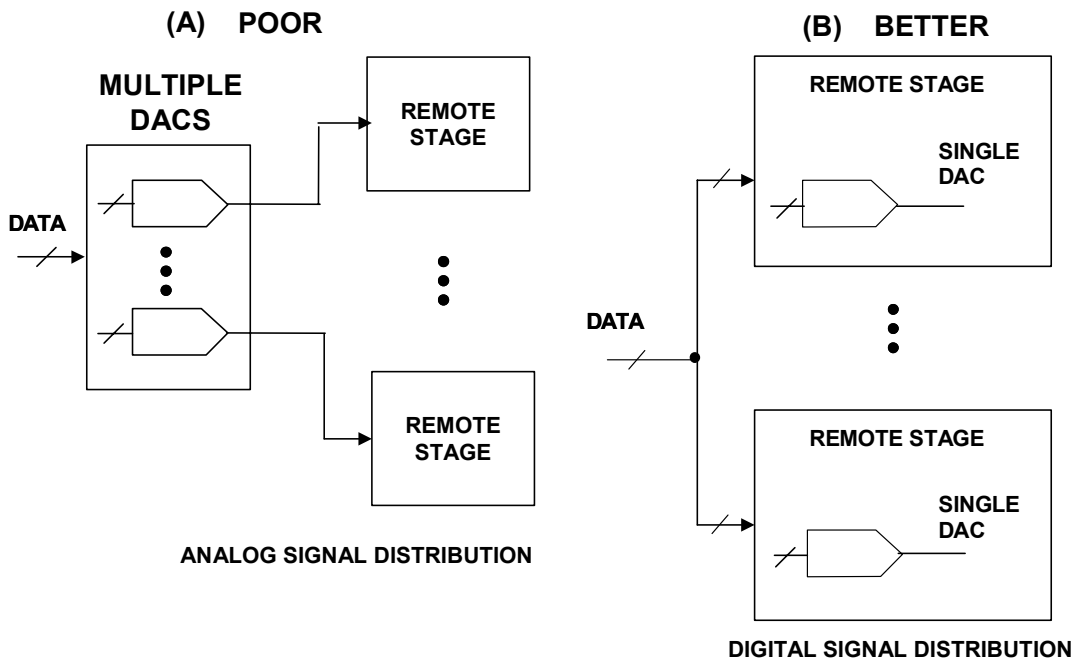 (A) POOR
MULTIPLE
DACS
DATA
REMOTE
STAGE
REMOTE
STAGE
ANALOG SIGNAL DISTRIBUTION
(B) BETTER
REMOTE STAGE
SINGLE
DAC
DATA
REMOTE STAGE
SINGLE
DAC
DIGITAL SIGNAL DISTRIBUTION